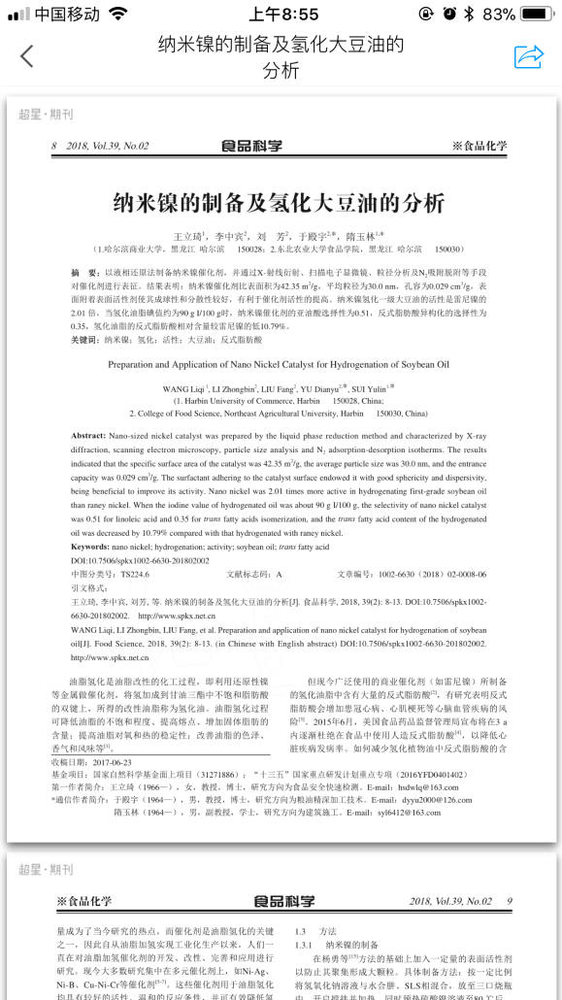 中国移动 上午8:55 83%
纳米镍的制备及氢化大豆油的
分析
超星·期刊
8 2018, Vol.39, No.02 食品科学 ※食品化学
纳米镍的制备及氢化大豆油的分析
王立琦1，李中宾2，刘 芳2，于殿宇2,*，隋玉林1,*
（1.哈尔滨商业大学，黑龙江 哈尔滨 150028；2.东北农业大学食品学院，黑龙江 哈尔滨 150030）
摘 要：以液相还原法制备纳米镍催化剂，并通过X-射线衍射、扫描电子显微镜、粒径分析及N2吸附脱附等手段
对催化剂进行表征。结果表明：纳米镍催化剂比表面积为42.35 m2/g，平均粒径为30.0 nm，孔容为0.029 cm3/g，表
面附着表面活性剂使其成球性和分散性较好，有利于催化剂活性的提高。纳米镍氢化一级大豆油的活性是雷尼镍的
2.01 倍，当氢化油脂碘值约为90 g I/100 g时，纳米镍催化剂的亚油酸选择性为0.51，反式脂肪酸异构化的选择性为
0.35，氢化油脂的反式脂肪酸相对含量较雷尼镍的低10.79%。
关键词：纳米镍；氢化；活性；大豆油；反式脂肪酸
Preparation and Application of Nano Nickel Catalyst for Hydrogenation of Soybean Oil
WANG Liqi1, LI Zhongbin2, LIU Fang2, YU Dianyu2,*, SUI Yulin1,*
(1. Harbin University of Commerce, Harbin 150028, China;
2. College of Food Science, Northeast Agricultural University, Harbin 150030, China)
Abstract: Nano-sized nickel catalyst was prepared by the liquid phase reduction method and characterized by X-ray
diffraction, scanning electron microscopy, particle size analysis and N2 adsorption-desorption isotherms. The results
indicated that the specific surface area of the catalyst was 42.35 m2/g, the average particle size was 30.0 nm, and the entrance
capacity was 0.029 cm3/g. The surfactant adhering to the catalyst surface endowed it with good sphericity and dispersivity,
being beneficial to improve its activity. Nano nickel was 2.01 times more active in hydrogenating first-grade soybean oil
than raney nickel. When the iodine value of hydrogenated oil was about 90 g I/100 g, the selectivity of nano nickel catalyst
was 0.51 for linoleic acid and 0.35 for trans fatty acids isomerization, and the trans fatty acid content of the hydrogenated
oil was decreased by 10.79% compared with that hydrogenated with raney nickel.
Keywords: nano nickel; hydrogenation; activity; soybean oil; trans fatty acid
DOI:10.7506/spkx1002-6630-201802002
中图分类号：TS224.6 文献标志码：A 文章编号：1002-6630（2018）02-0008-06
引文格式：
王立琦, 李中宾, 刘芳, 等. 纳米镍的制备及氢化大豆油的分析[J]. 食品科学, 2018, 39(2): 8-13. DOI:10.7506/spkx1002-
6630-201802002. http://www.spkx.net.cn
WANG Liqi, LI Zhongbin, LIU Fang, et al. Preparation and application of nano nickel catalyst for hydrogenation of soybean
oil[J]. Food Science, 2018, 39(2): 8-13. (in Chinese with English abstract) DOI:10.7506/spkx1002-6630-201802002.
http://www.spkx.net.cn
油脂氢化是油脂改性的化工过程，即利用还原性镍
等金属做催化剂，将氢加成到甘油三酯中不饱和脂肪酸
的双键上，所得的改性油脂称为氢化油。油脂氢化过程
可降低油脂的不饱和程度、提高熔点、增加固体脂肪的
含量；提高油脂对氧和热的稳定性；改善油脂的色泽、
香气和风味等[1]。
但现今广泛使用的商业催化剂（如雷尼镍）所制备
的氢化油脂中含有大量的反式脂肪酸[2]，有研究表明反式
脂肪酸会增加患冠心病、心肌梗死等心脑血管疾病的风
险[3]。2015年6月，美国食品药品监督管理局宣布将在3 a
内逐渐杜绝在食品中使用人造反式脂肪酸[4]，以降低心
脏疾病发病率。如何减少氢化植物油中反式脂肪酸的含
收稿日期：2017-06-23
基金项目：国家自然科学基金面上项目（31271886）；“十三五”国家重点研发计划重点专项（2016YFD0401402）
第一作者简介：王立琦（1966—），女，教授，博士，研究方向为食品安全快速检测。E-mail：hsdwlq@163.com
*通信作者简介：于殿宇（1964—），男，教授，博士，研究方向为粮油精深加工技术。E-mail：dyyu2000@126.com
隋玉林（1964—），男，副教授，学士，研究方向为建筑施工。E-mail：syl6412@163.com
超星·期刊
※食品化学 食品科学 2018, Vol.39, No.02 9
量成为了当今研究的热点，而催化剂是油脂氢化的关键
之一，因此自从油脂加氢实现工业化生产以来，人们一
直在对油脂加氢催化剂的开发、改性、完善和应用进行
研究。现今大多数研究集中在多元催化剂上，如Ni-Ag、
Ni-B、Cu-Ni-Cr等催化剂[5-7]，这些催化剂用于油脂氢化
均具有较好的活性、温和的反应条件、并可有效降低氢
1.3 方法
1.3.1 纳米镍的制备
在杨勇等[15]方法的基础上加入一定量的表面活性剂
以防止其聚集形成大颗粒。具体制备方法：按一定比例
将氢氧化钠溶液与水合肼、SLS相混合，放至三口烧瓶
中，开启搅拌并加热，同时预热硫酸镍溶液至80 ℃后，